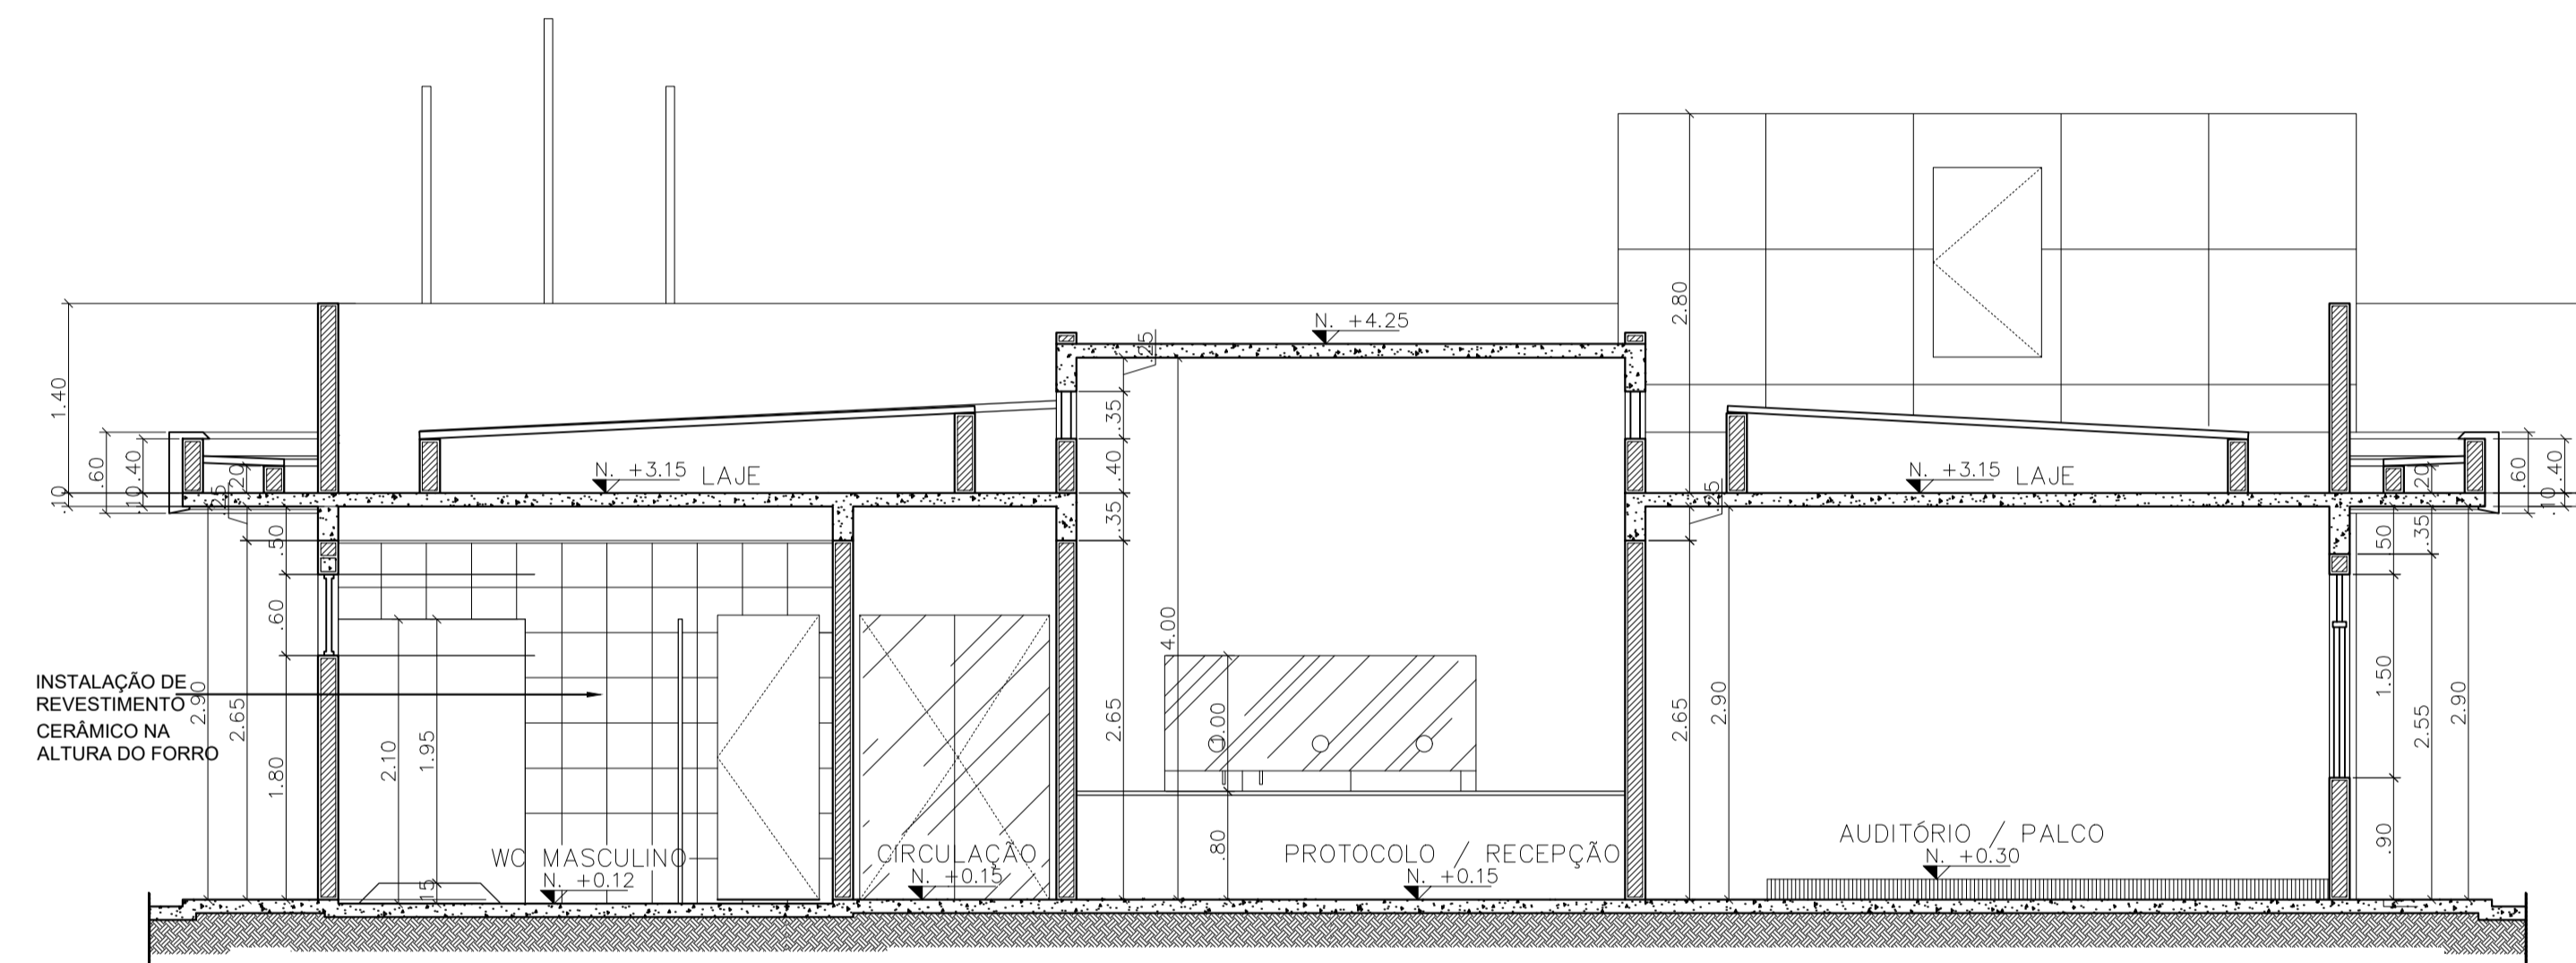 N. +4.25
2.80
.25
1.40
.35
.35
.60
.10
.10
.40
.20
.25
N. +3.15 LAJE
.40
.25
N. +3.15 LAJE
.20
.60
.10
.40
.50
.60
1.80
2.90
2.65
INSTALAÇÃO DE
REVESTIMENTO
CERÂMICO NA
ALTURA DO FORRO
2.10
1.95
.15
WC MASCULINO
N. +0.12
CIRCULAÇÃO
N. +0.15
2.65
4.00
1.00
.80
PROTOCOLO / RECEPÇÃO
N. +0.15
2.65
2.90
AUDITÓRIO / PALCO
N. +0.30
.50
.35
1.50
2.55
2.90
.90